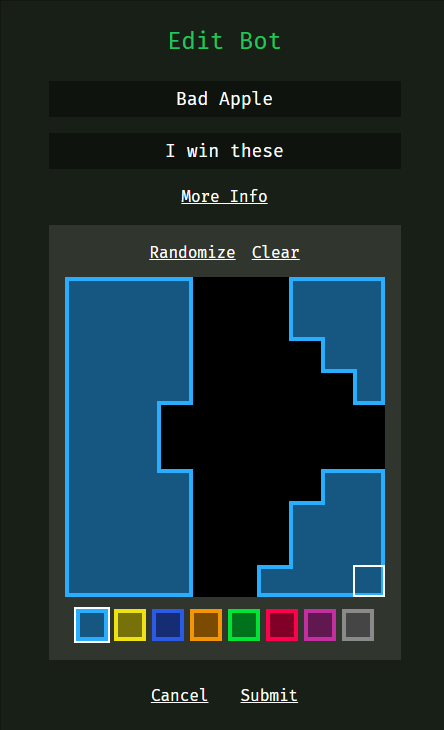 Edit Bot
Bad Apple
I win these
More Info
Randomize Clear
Cancel Submit